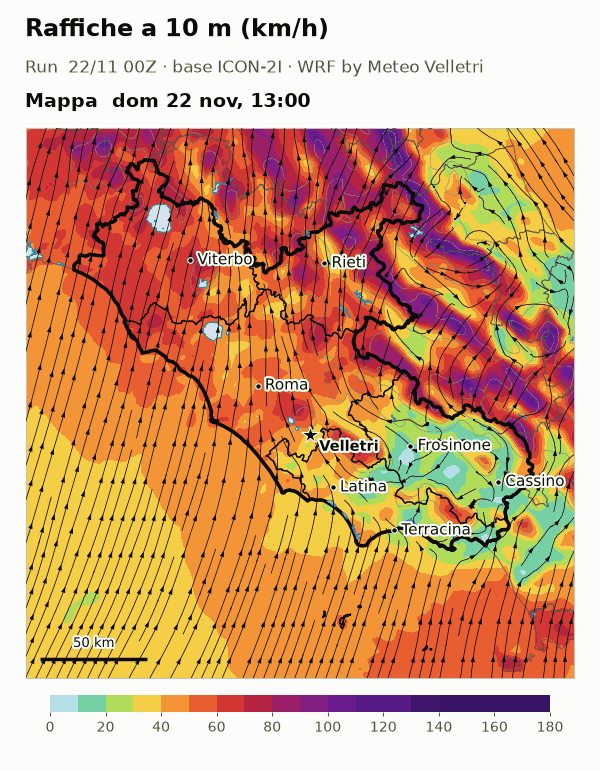 Raffiche a 10 m (km/h)
Run 22/11 00Z · base ICON-2I · WRF by Meteo Velletri
Mappa dom 22 nov, 13:00
Viterbo
Rieti
Roma
Velletri
Frosinone
Latina
Cassino
Terracina
50 km
0 20 40 60 80 100 120 140 160 180